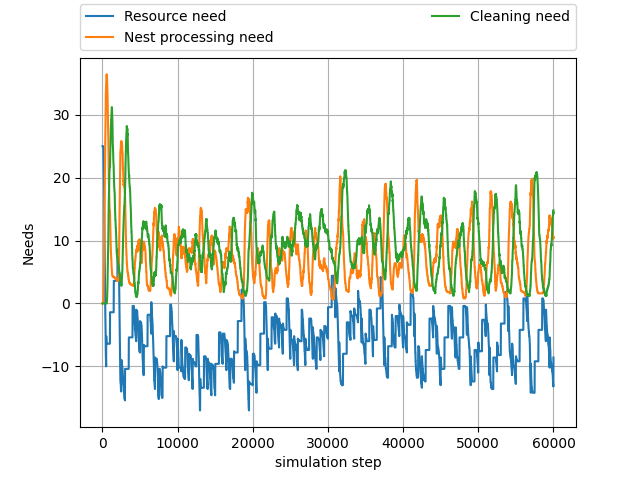 Resource need
Nest processing need
Cleaning need
30
20
10
0
−10
Needs
0 10000 20000 30000 40000 50000 60000
simulation step